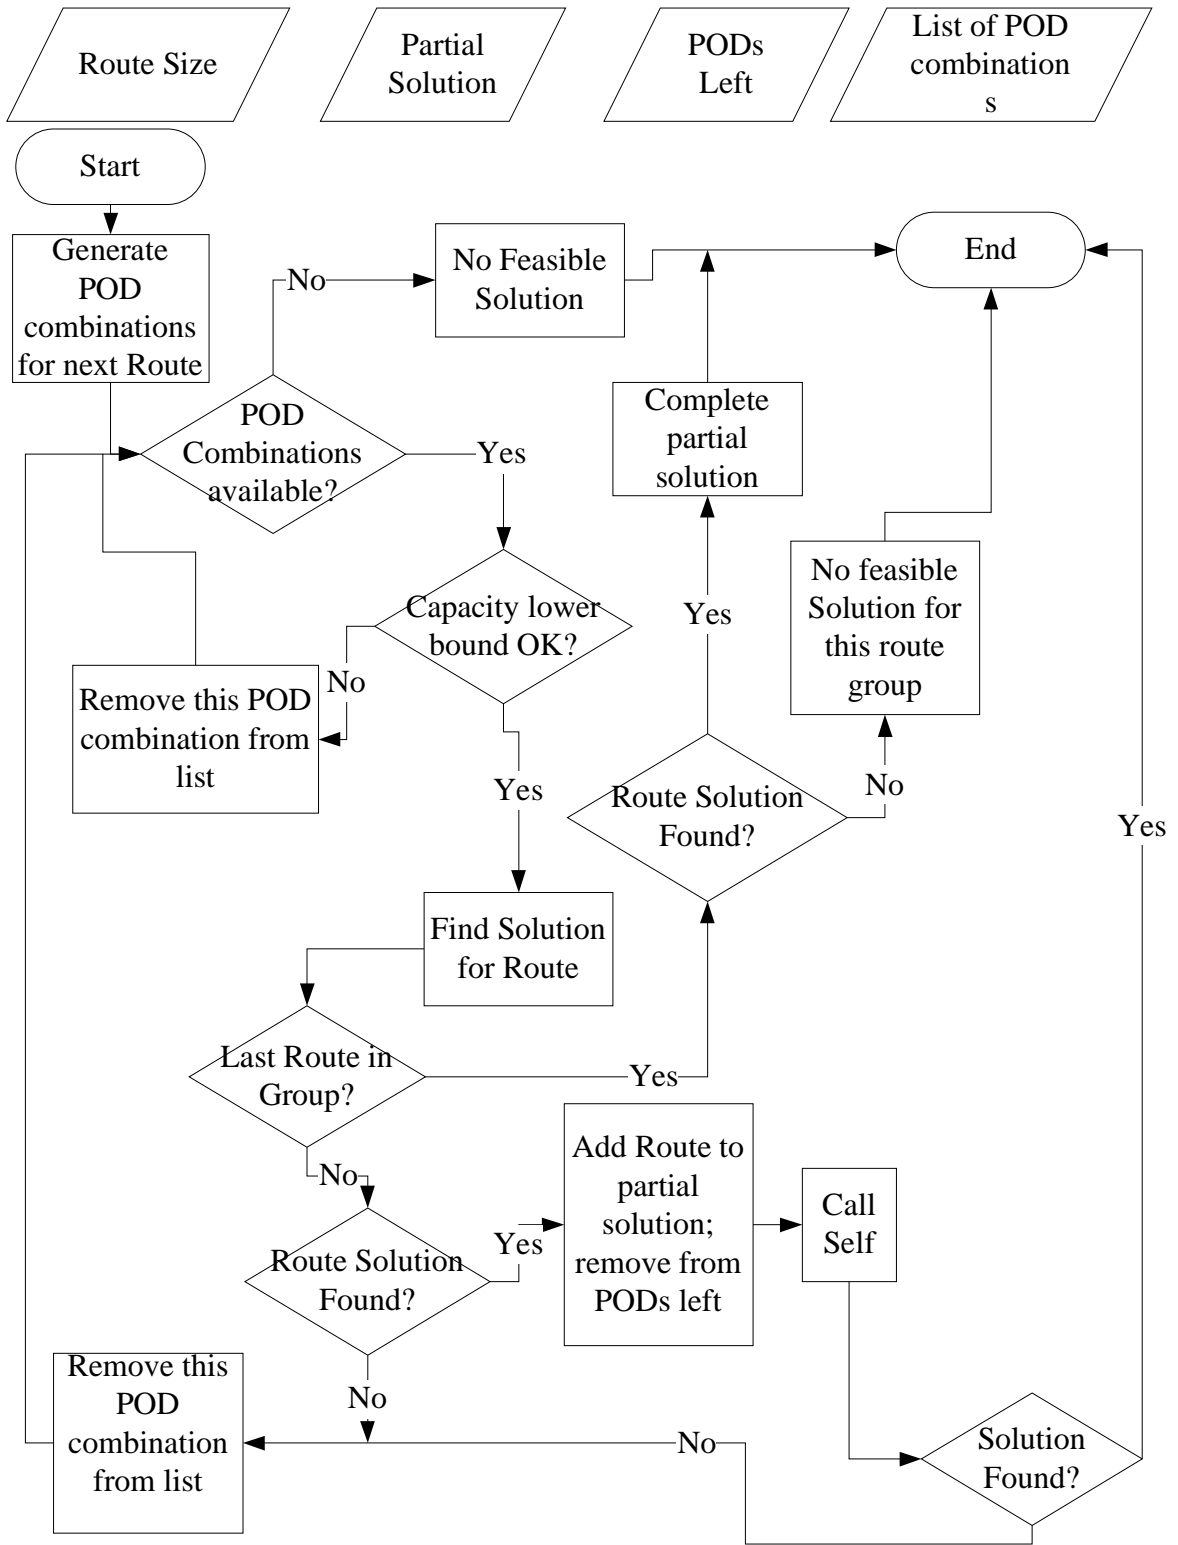 Route Size
Partial
Solution
PODs
Left
List of POD
combination
s
Start
Generate
POD
combinations
for next Route
No
No Feasible
Solution
End
POD
Combinations
available?
Yes
Complete
partial
solution
Capacity lower
bound OK?
No
Yes
No feasible
Solution for
this route
group
Remove this POD
combination from
list
Yes
Route Solution
Found?
No
Yes
Find Solution
for Route
Last Route in
Group?
Yes
No
Add Route to
partial
solution;
remove from
PODs left
Call
Self
Route Solution
Found?
Yes
No
Remove this
POD
combination
from list
No
Solution
Found?